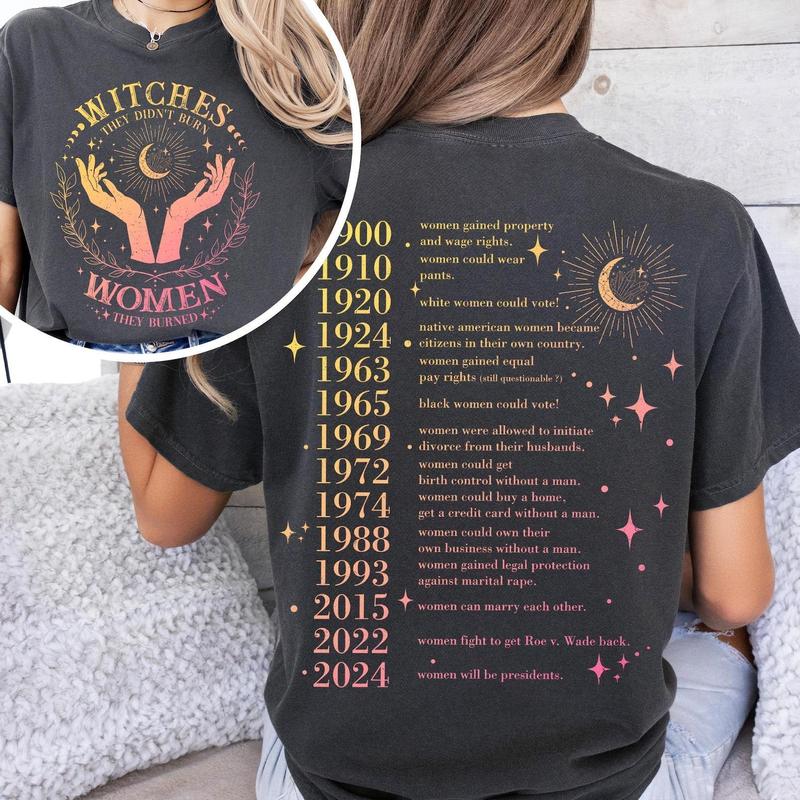 WITCHES
THEY DIDN'T BURN
WOMEN
THEY BURNED
900 women gained property
and wage rights.
1910 women could wear
pants.
1920 white women could vote!
1924 native american women became
citizens in their own country.
1963 women gained equal
pay rights (still questionable ?)
1965 black women could vote!
1969 women were allowed to initiate
divorce from their husbands.
1972 women could get
birth control without a man.
1974 women could buy a home,
get a credit card without a man.
1988 women could own their
own business without a man.
1993 women gained legal protection
against marital rape.
2015 women can marry each other.
2022 women fight to get Roe v. Wade back.
2024 women will be presidents.